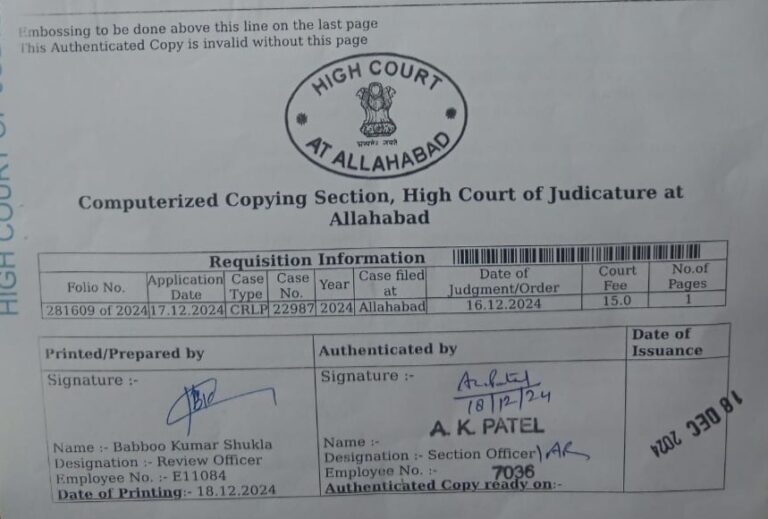 Embossing to be done above this line on the last page
This Authenticated Copy is invalid without this page
HIGH COURT
सत्यमेव जयते
AT ALLAHABAD
Computerized Copying Section, High Court of Judicature at
Allahabad
Requisition Information
Folio No. Application Date Case Type Case No. Year Case filed at Date of Judgment/Order Court Fee No.of Pages
281609 of 2024 17.12.2024 CRLP 22987 2024 Allahabad 16.12.2024 15.0 1
Printed/Prepared by Authenticated by Date of Issuance
Signature :-
Name :- Babboo Kumar Shukla
Designation :- Review Officer
Employee No. :- E11084
Date of Printing:- 18.12.2024
Signature :-
A.K. Patel
18/12/24
A. K. PATEL
Name :-
Designation :- Section Officer/AR
Employee No. :- 7036
Authenticated Copy ready on:-
18 DEC 2024
HIGH COURT OF